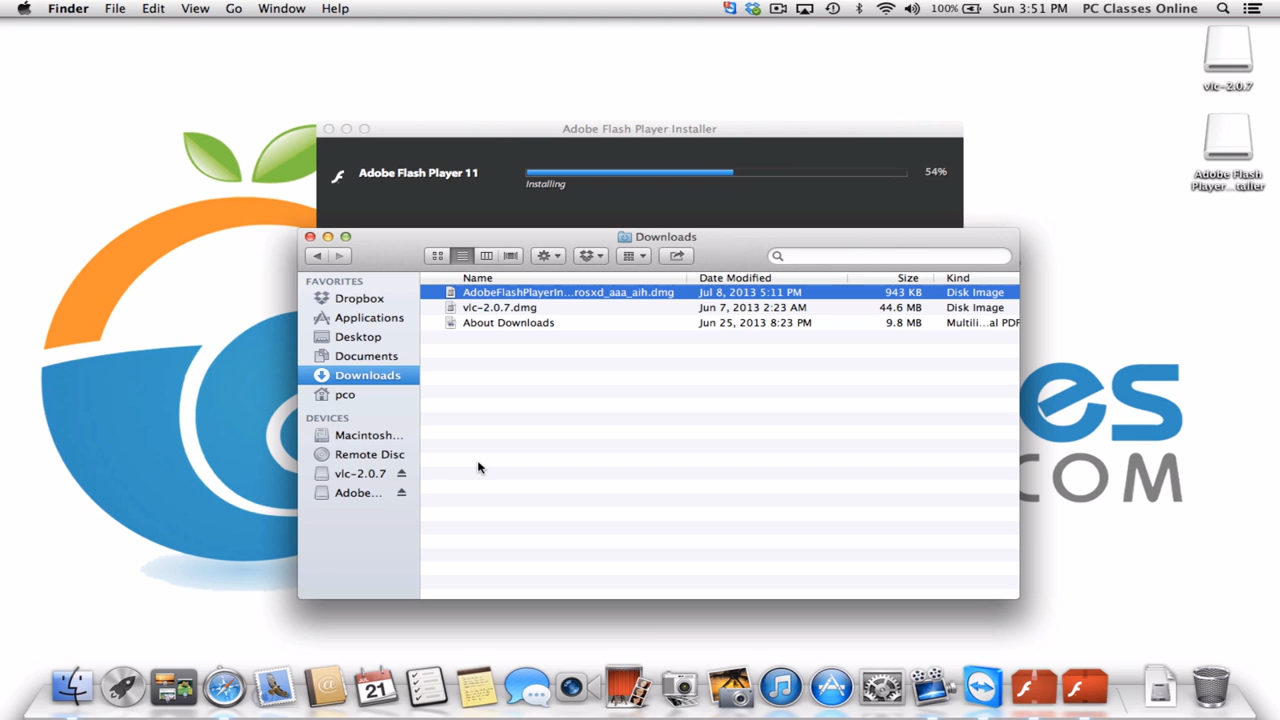 Finder File Edit View Go Window Help 100% Sun 3:51 PM PC Classes Online
vlc-2.0.7
Adobe Flash
Player...taller
Adobe Flash Player Installer
Adobe Flash Player 11 54%
Installing
Downloads
FAVORITES
Dropbox
Applications
Desktop
Documents
Downloads
pco
DEVICES
Macintosh...
Remote Disc
vlc-2.0.7
Adobe...
Name Date Modified Size Kind
AdobeFlashPlayerIn...rosxd_aaa_aih.dmg Jul 8, 2013 5:11 PM 943 KB Disk Image
vlc-2.0.7.dmg Jun 7, 2013 2:23 AM 44.6 MB Disk Image
About Downloads Jun 25, 2013 8:23 PM 9.8 MB Multili...al PDF
es
COM
21